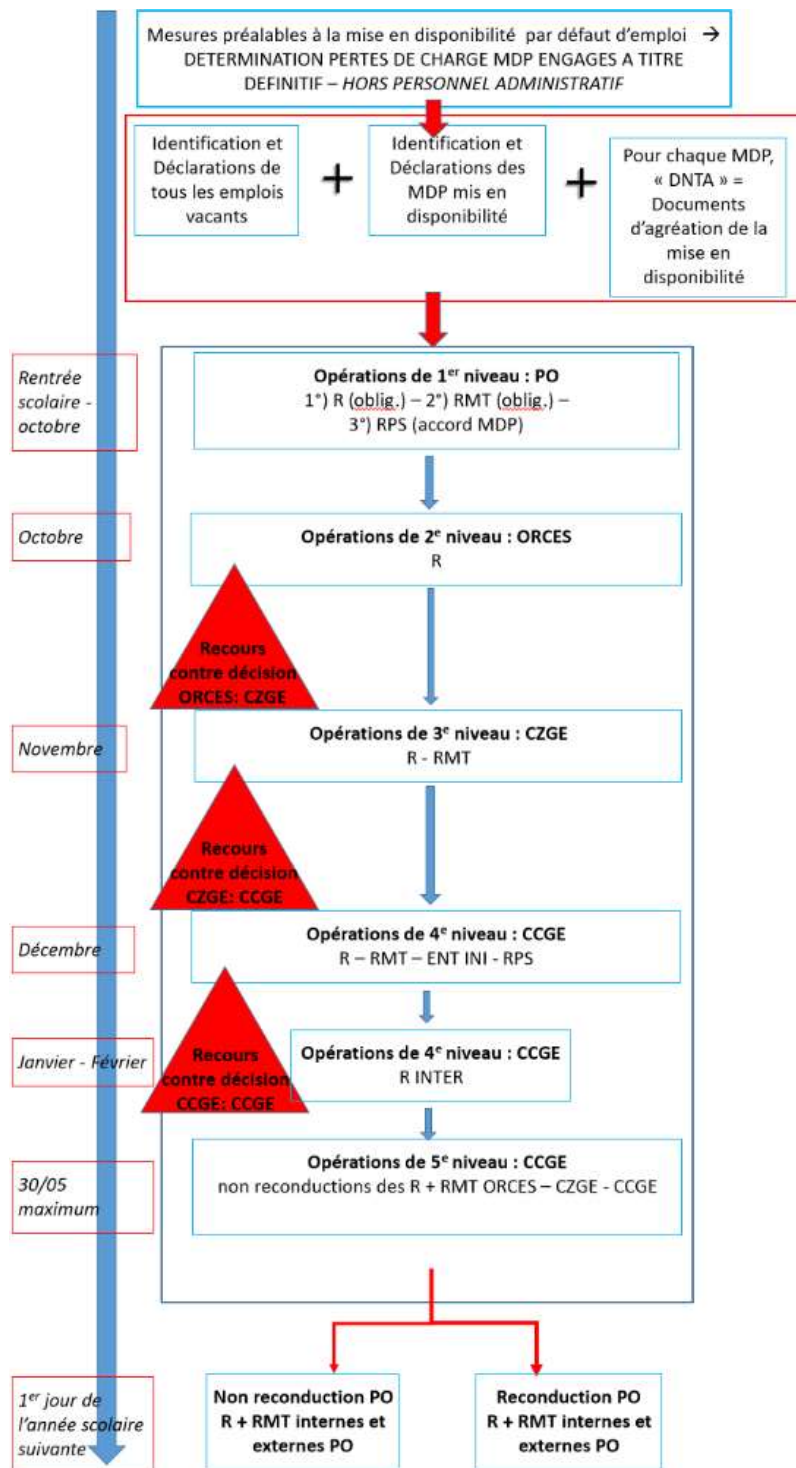 Mesures préalables à la mise en disponibilité par défaut d'emploi →
DETERMINATION PERTES DE CHARGE MDP ENGAGES A TITRE
DEFINITIF – HORS PERSONNEL ADMINISTRATIF
Identification et
Déclarations de
tous les emplois
vacants
+
Identification et
Déclarations des
MDP mis en
disponibilité
+
Pour chaque MDP,
« DNTA » =
Documents
d'agréation de la
mise en
disponibilité
Rentrée
scolaire -
octobre
Opérations de 1er niveau : PO
1°) R (oblig.) – 2°) RMT (oblig.) –
3°) RPS (accord MDP)
Octobre
Opérations de 2e niveau : ORCES
R
Recours
contre décision
ORCES: CZGE
Novembre
Opérations de 3e niveau : CZGE
R - RMT
Recours
contre décision
CZGE: CCGE
Décembre
Opérations de 4e niveau : CCGE
R – RMT – ENT INI - RPS
Janvier - Février
Recours
contre décision
CCGE: CCGE
Opérations de 4e niveau : CCGE
R INTER
30/05
maximum
Opérations de 5e niveau : CCGE
non reconductions des R + RMT ORCES – CZGE - CCGE
1er jour de
l'année scolaire
suivante
Non reconduction PO
R + RMT internes et
externes PO
Reconduction PO
R + RMT internes et
externes PO